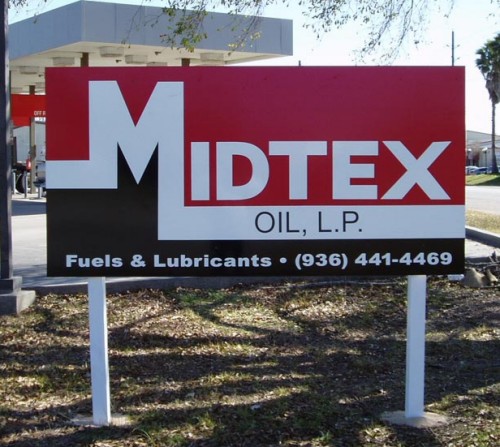 MIDTEX
OIL, L.P.
Fuels & Lubricants • (936) 441-4469